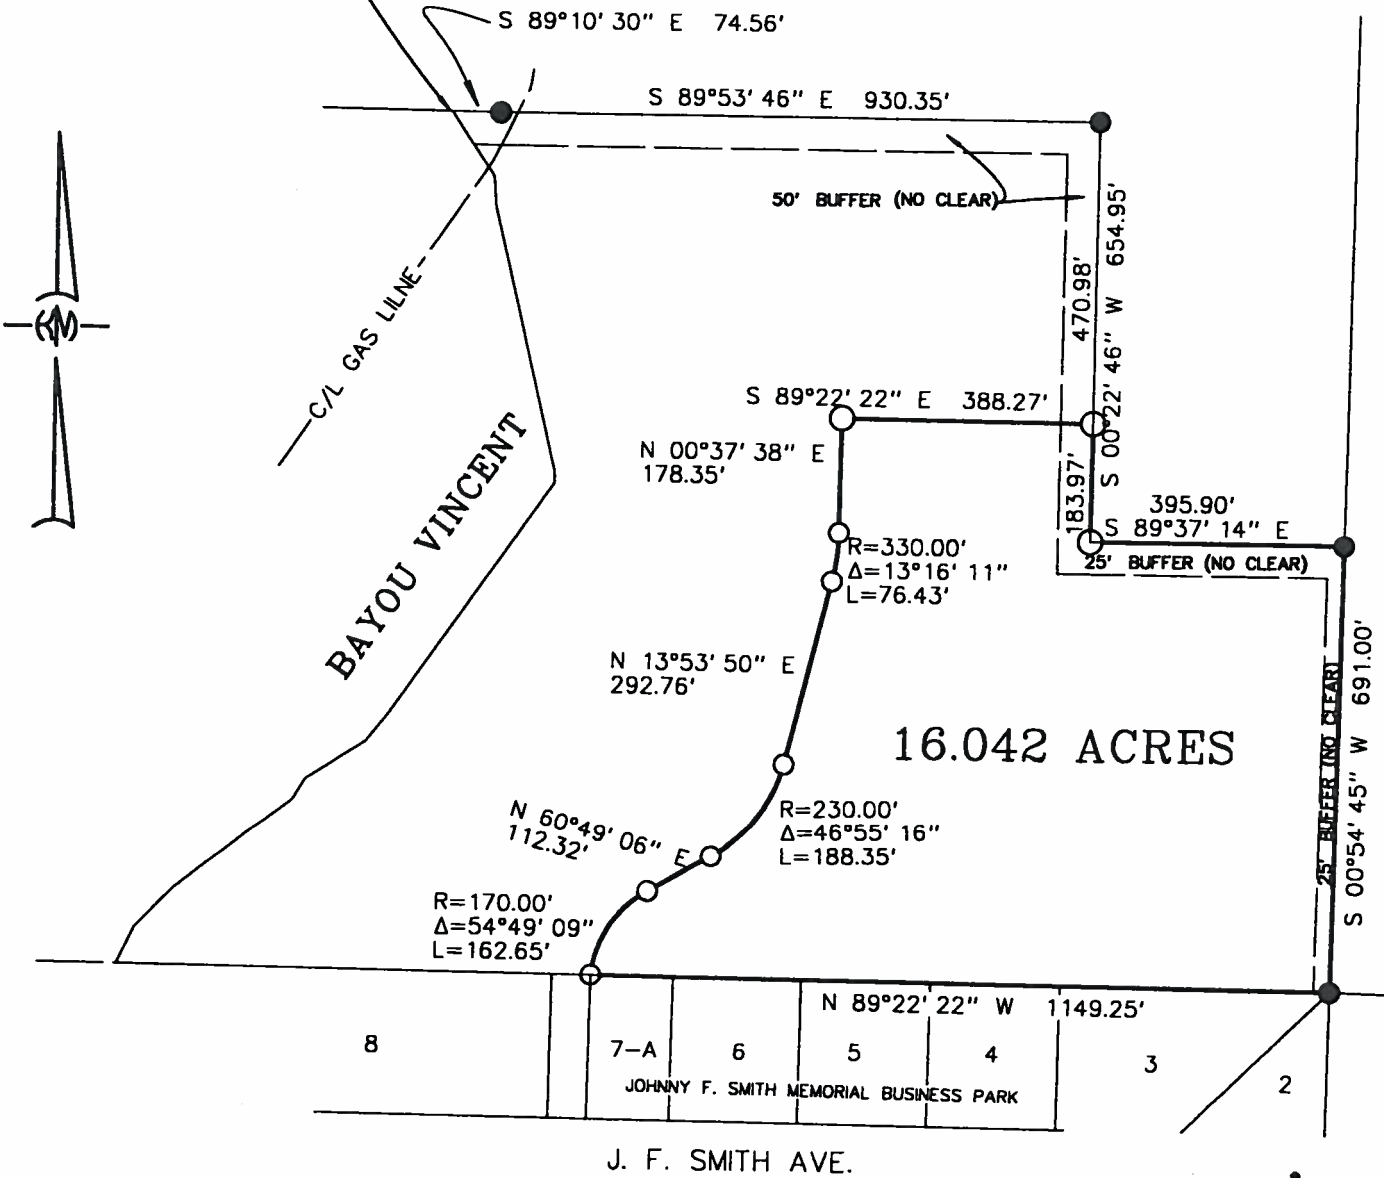 S 89°10' 30" E 74.56'
S 89°53' 46" E 930.35'
50' BUFFER (NO CLEAR)
654.95'
S 00°22' 46" W
470.98'
183.97'
C/L GAS LILNE
KM
BAYOU VINCENT
S 89°22' 22" E 388.27'
N 00°37' 38" E
178.35'
395.90'
S 89°37' 14" E
25' BUFFER (NO CLEAR)
R=330.00'
Δ=13°16' 11"
L=76.43'
N 13°53' 50" E
292.76'
16.042 ACRES
25' BUFFER (NO CLEAR)
S 00°54' 45" W 691.00'
R=230.00'
Δ=46°55' 16"
L=188.35'
N 60°49' 06" E
112.32'
R=170.00'
Δ=54°49' 09"
L=162.65'
N 89°22' 22" W 1149.25'
8
7-A
6
5
4
3
2
JOHNNY F. SMITH MEMORIAL BUSINESS PARK
J. F. SMITH AVE.